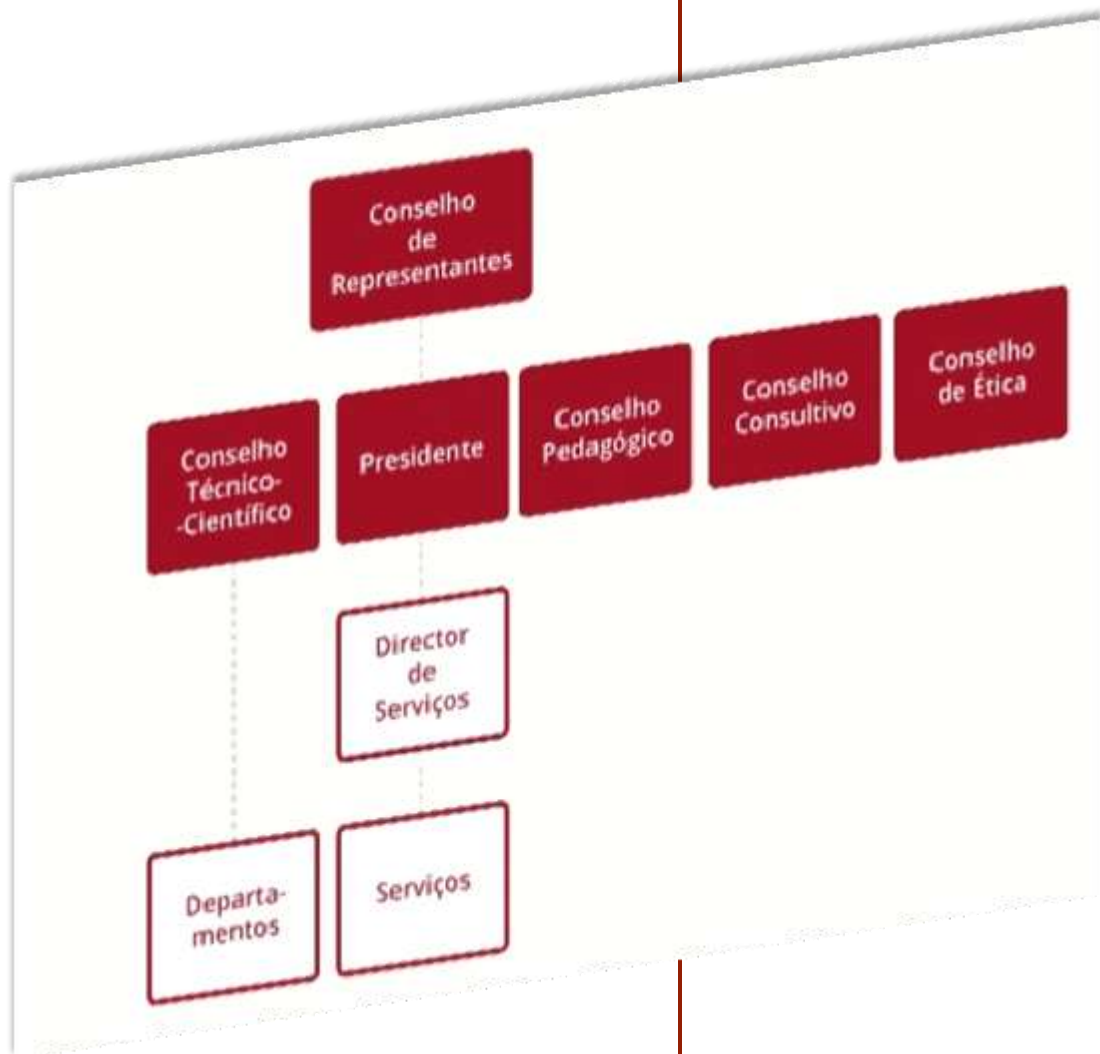 Conselho
de
Representantes
Conselho
Técnico-
-Científico
Presidente
Conselho
Pedagógico
Conselho
Consultivo
Conselho
de Ética
Director
de
Serviços
Departa-
mentos
Serviços